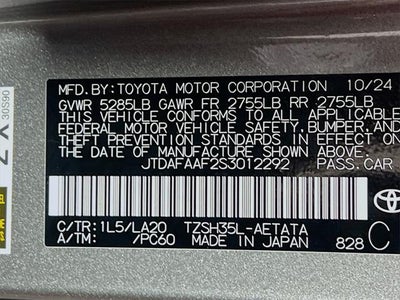 MFD. BY: TOYOTA MOTOR CORPORATION 10/24
GVWR 5285LB GAWR FR 2755LB RR 2755LB
THIS VEHICLE CONFORMS TO ALL APPLICABLE
FEDERAL MOTOR VEHICLE SAFETY, BUMPER, AND
THEFT PREVENTION STANDARDS IN EFFECT ON
THE DATE OF MANUFACTURE SHOWN ABOVE.
JTDAFAAF2S3012292 PASS.CAR
C/TR: 1L5/LA20 TZSH35L-AETATA
A/TM: /PC60 MADE IN JAPAN 828 C
30S90